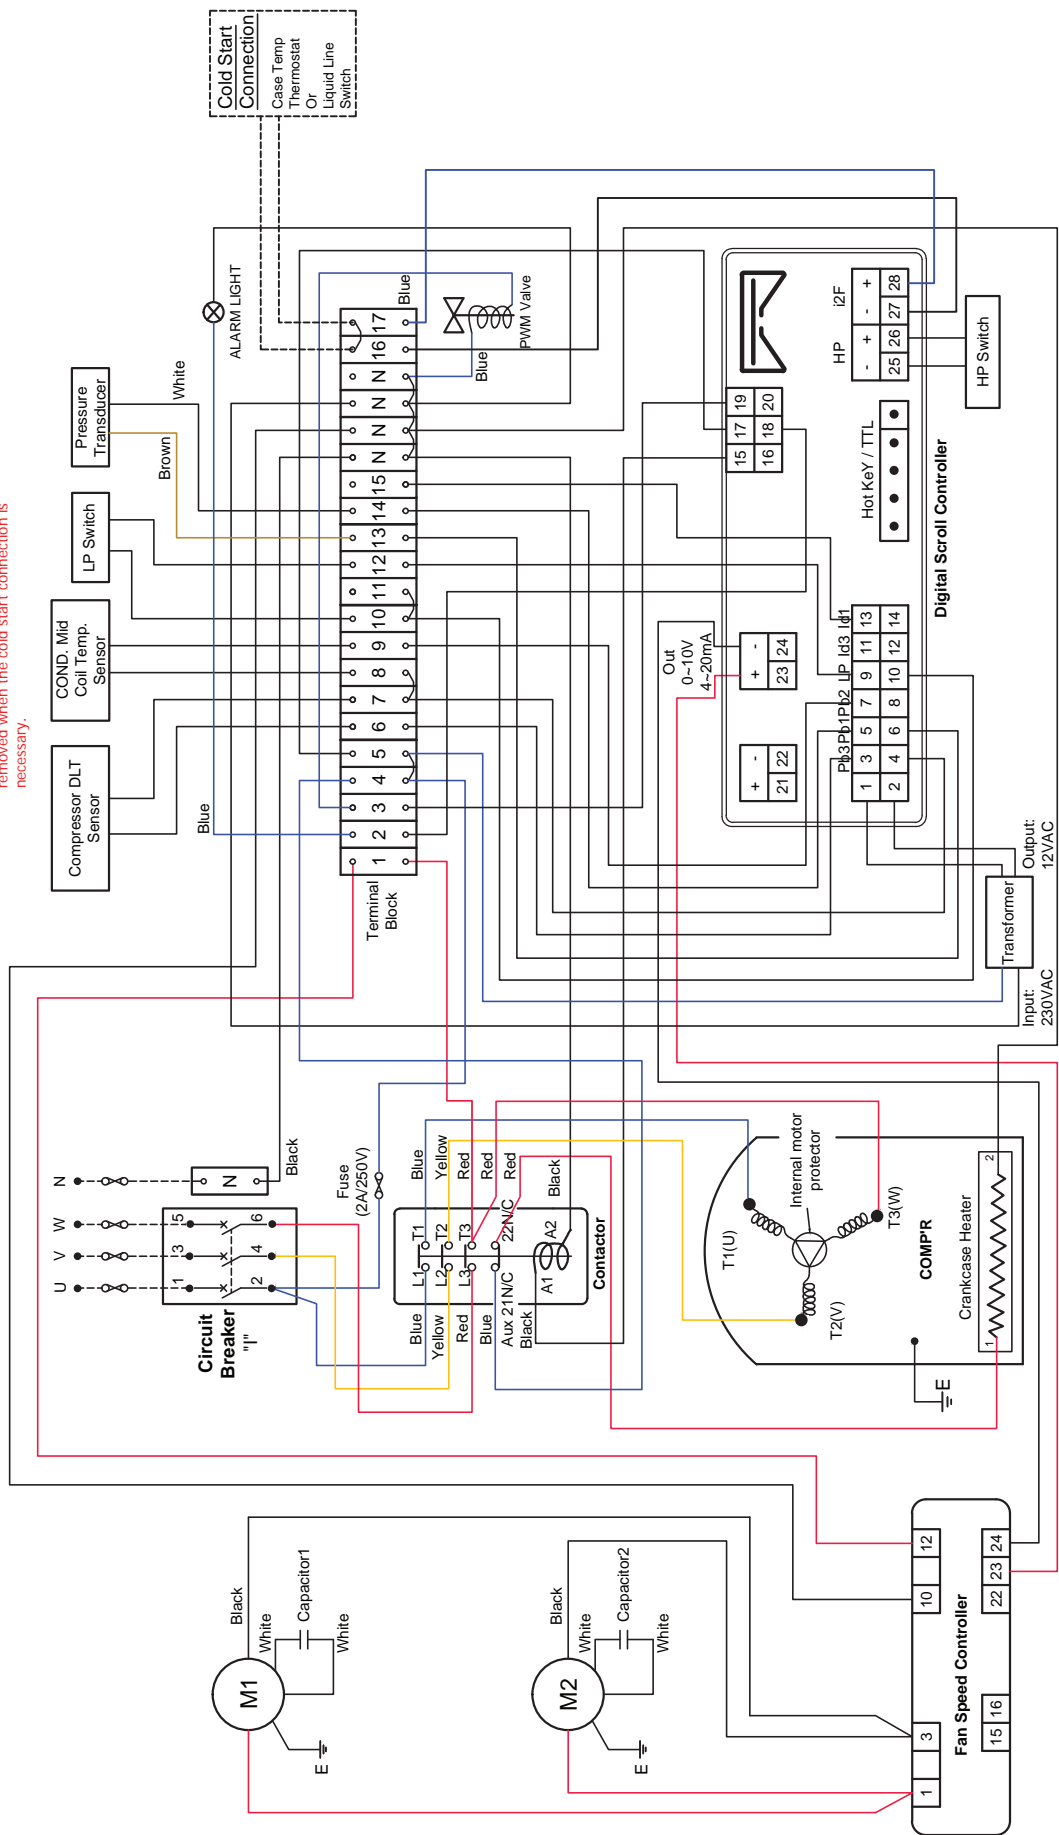 removed when the cold start connection is
necessary.
Cold Start
Connection
Case Temp
Thermostat
Or
Liquid Line
Switch
ALARM LIGHT
Pressure
Transducer
White
Brown
LP Switch
COND. Mid
Coil Temp.
Sensor
Compressor DLT
Sensor
Blue
Terminal
Block
1 2 3 4 5 6 7 8 9 10 11 12 13 14 15 N N N N 16 17
Blue
Blue
PWM Valve
U V W N
1 3 5
2 4 6
N
Circuit
Breaker
"I"
Black
Fuse
(2A/250V)
L1 T1
L2 T2
L3 T3
Aux 21N/C 22N/C
A1 A2
Contactor
Blue
Yellow
Red
Blue
Black
Blue
Yellow
Red
Red
Red
Black
T1(U)
T2(V)
T3(W)
Internal motor
protector
COMP'R
Crankcase Heater
1 2
E
Transformer
Input:
230VAC
Output:
12VAC
Digital Scroll Controller
15 17 19
16 18 20
Hot KeY / TTL
HP
i2F
- + - +
25 26 27 28
HP Switch
Out
0~10V
4~20mA
+ -
23 24
+ -
21 22
Pb3 Pb1 Pb2 LP Id3 Id1
1 3 5 7 9 11 13
2 4 6 8 10 12 14
M1
Black
White
Capacitor1
White
E
M2
Black
White
Capacitor2
White
E
Fan Speed Controller
1 3 10 12
15 16 22 23 24